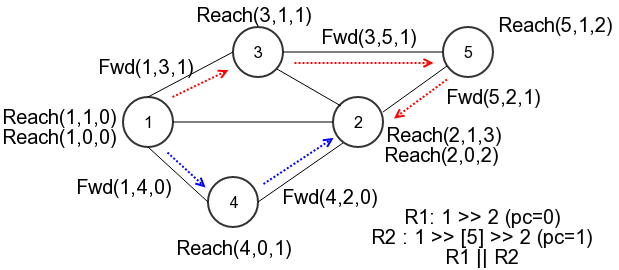 Reach(3,1,1)
Reach(5,1,2)
3
Fwd(3,5,1)
5
Fwd(1,3,1)
Fwd(5,2,1)
Reach(1,1,0)
Reach(1,0,0)
1
2
Reach(2,1,3)
Reach(2,0,2)
Fwd(1,4,0)
4
Fwd(4,2,0)
Reach(4,0,1)
R1: 1 >> 2 (pc=0)
R2 : 1 >> [5] >> 2 (pc=1)
R1 || R2